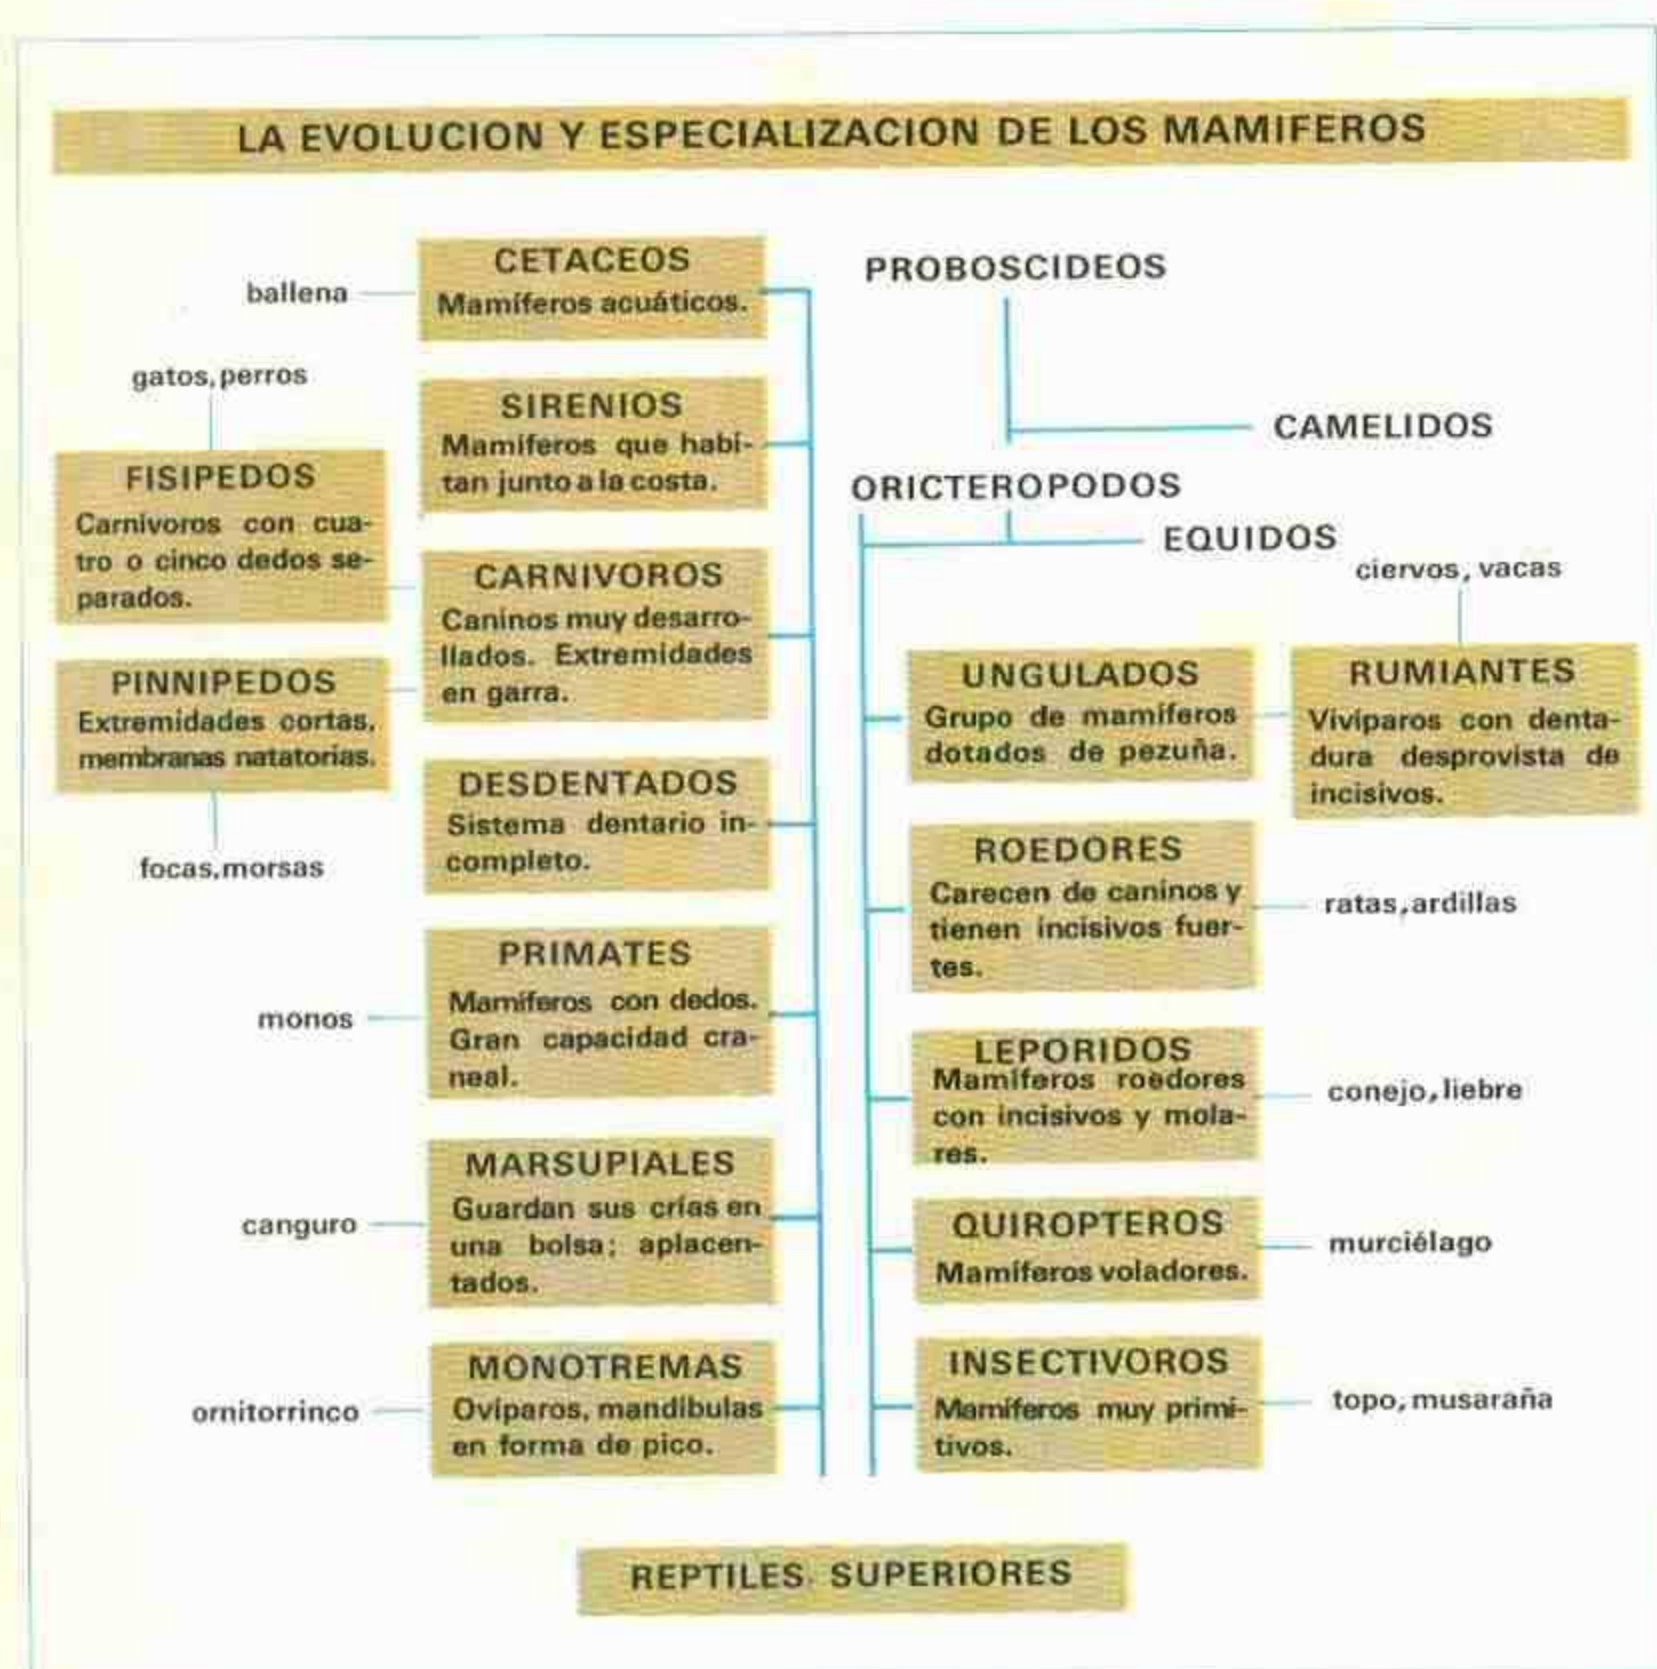 LA EVOLUCION Y ESPECIALIZACION DE LOS MAMIFEROS
ballena
CETACEOS
Mamíferos acuáticos.
gatos, perros
SIRENIOS
Mamíferos que habi-
tan junto a la costa.
FISIPEDOS
Carnívoros con cua-
tro o cinco dedos se-
parados.
CARNIVOROS
Caninos muy desarro-
llados. Extremidades
en garra.
PINNIPEDOS
Extremidades cortas,
membranas natatorias.
focas, morsas
DESDENTADOS
Sistema dentario in-
completo.
PRIMATES
Mamíferos con dedos.
Gran capacidad cra-
neal.
monos
MARSUPIALES
Guardan sus crías en
una bolsa; aplacen-
tados.
canguro
MONOTREMAS
Ovíparos, mandíbulas
en forma de pico.
ornitorrinco
PROBOSCIDEOS
CAMELIDOS
ORICTEROPODOS
EQUIDOS
ciervos, vacas
UNGULADOS
Grupo de mamíferos
dotados de pezuña.
RUMIANTES
Vivíparos con denta-
dura desprovista de
incisivos.
ROEDORES
Carecen de caninos y
tienen incisivos fuer-
tes.
ratas, ardillas
LEPORIDOS
Mamíferos roedores
con incisivos y mola-
res.
conejo, liebre
QUIROPTEROS
Mamíferos voladores.
murciélago
INSECTIVOROS
Mamíferos muy primi-
tivos.
topo, musaraña
REPTILES SUPERIORES